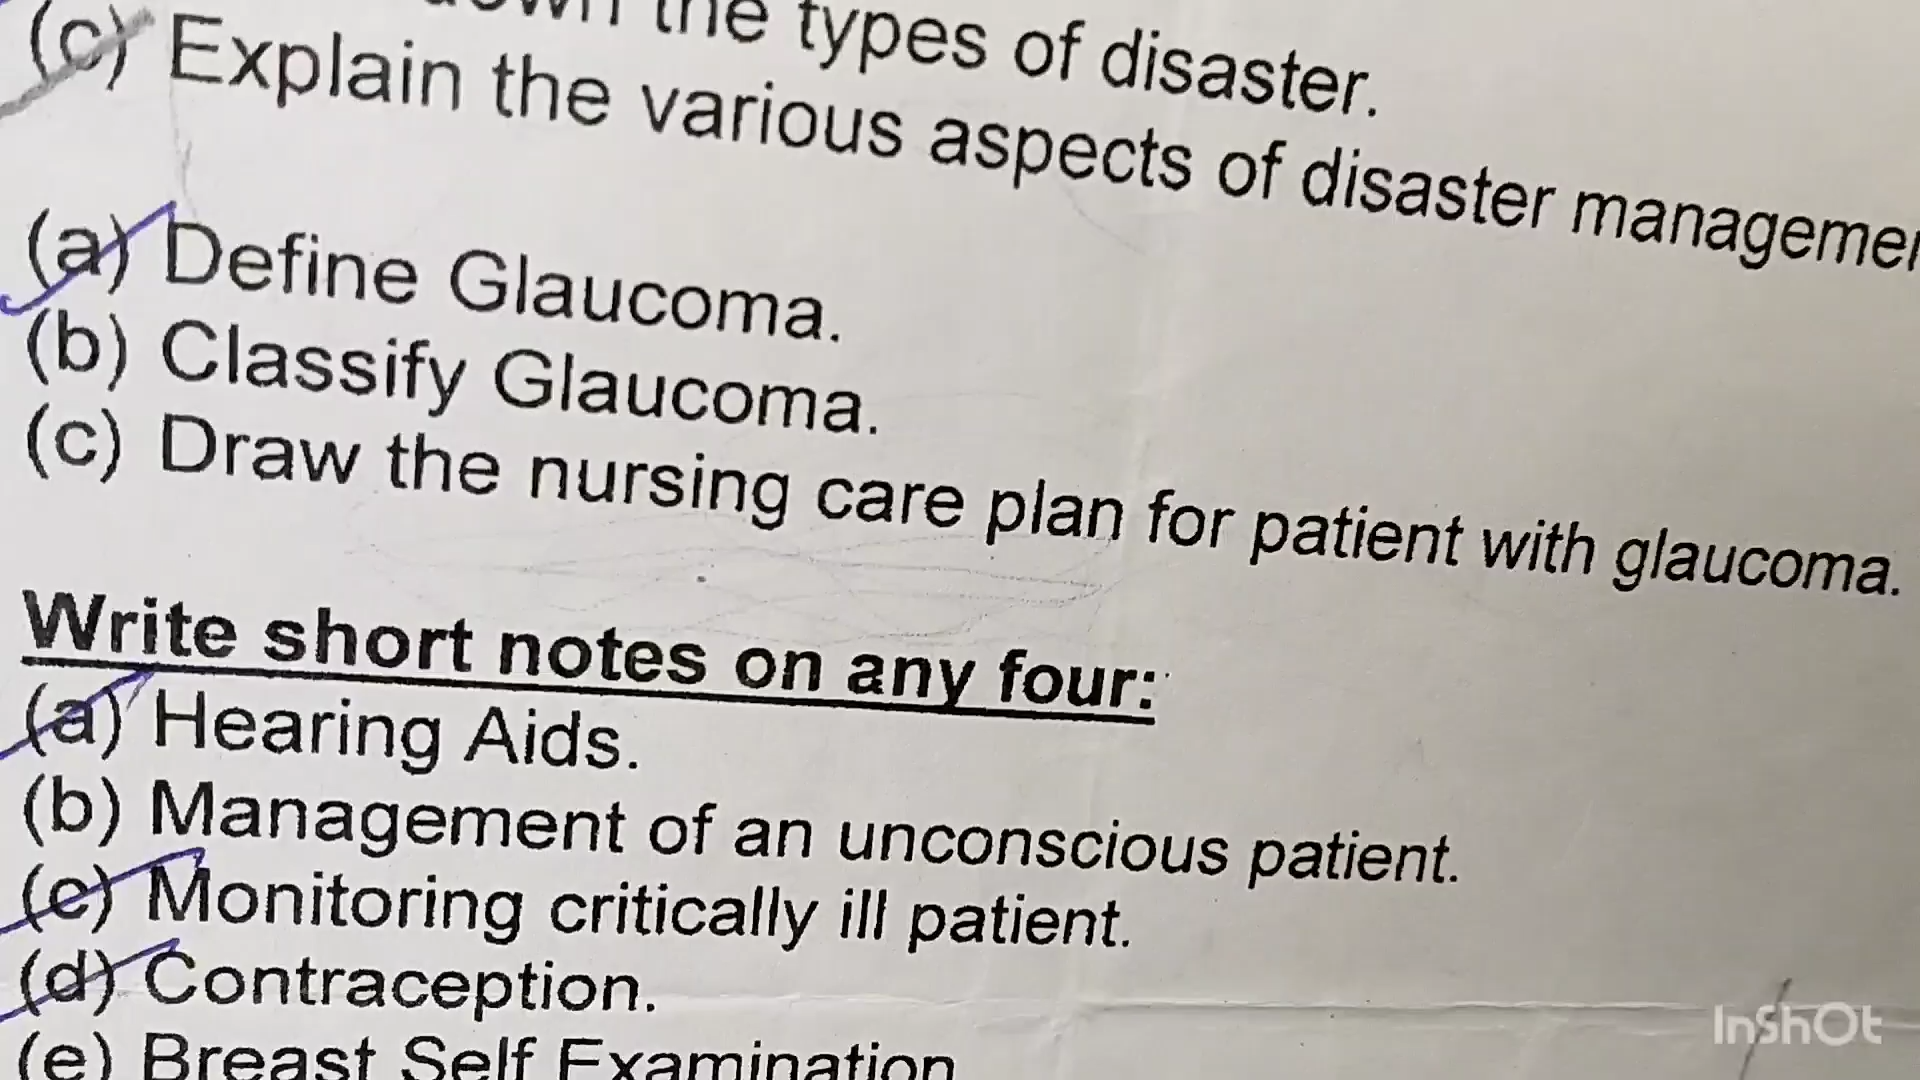 the types of disaster.
(c) Explain the various aspects of disaster
(a) Define Glaucoma.
(b) Classify Glaucoma.
(c) Draw the nursing care plan for patient with glaucoma.
Write short notes on any four:
(a) Hearing Aids.
(b) Management of an unconscious patient.
(c) Monitoring critically ill patient.
(d) Contraception.
(e) Breast Self Examination
InShOt